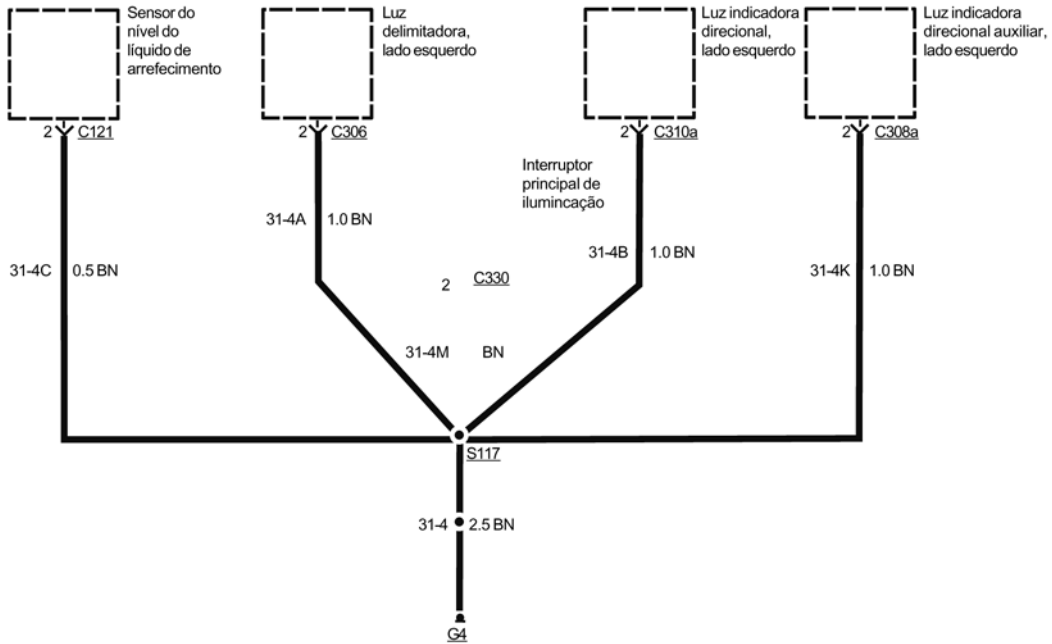 Sensor do
nível do
líquido de
arrefecimento
Luz
delimitadora,
lado esquerdo
Luz indicadora
direcional,
lado esquerdo
Luz indicadora
direcional auxiliar,
lado esquerdo
2 C121
2 C306
2 C310a
2 C308a
Interruptor
principal de
ilumincação
31-4A 1.0 BN
31-4B 1.0 BN
31-4C 0.5 BN
31-4K 1.0 BN
2 C330
31-4M BN
S117
31-4 2.5 BN
G4